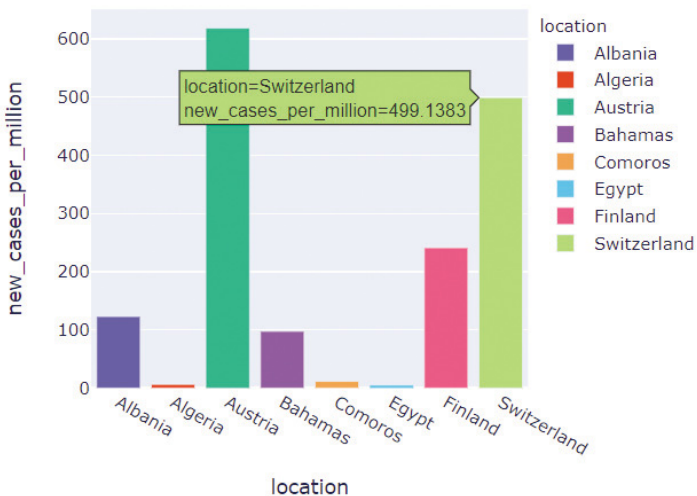 new_cases_per_million
600
500
400
300
200
100
0
location=Switzerland
new_cases_per_million=499.1383
Albania
Algeria
Austria
Bahamas
Comoros
Egypt
Finland
Switzerland
location
location
Albania
Algeria
Austria
Bahamas
Comoros
Egypt
Finland
Switzerland